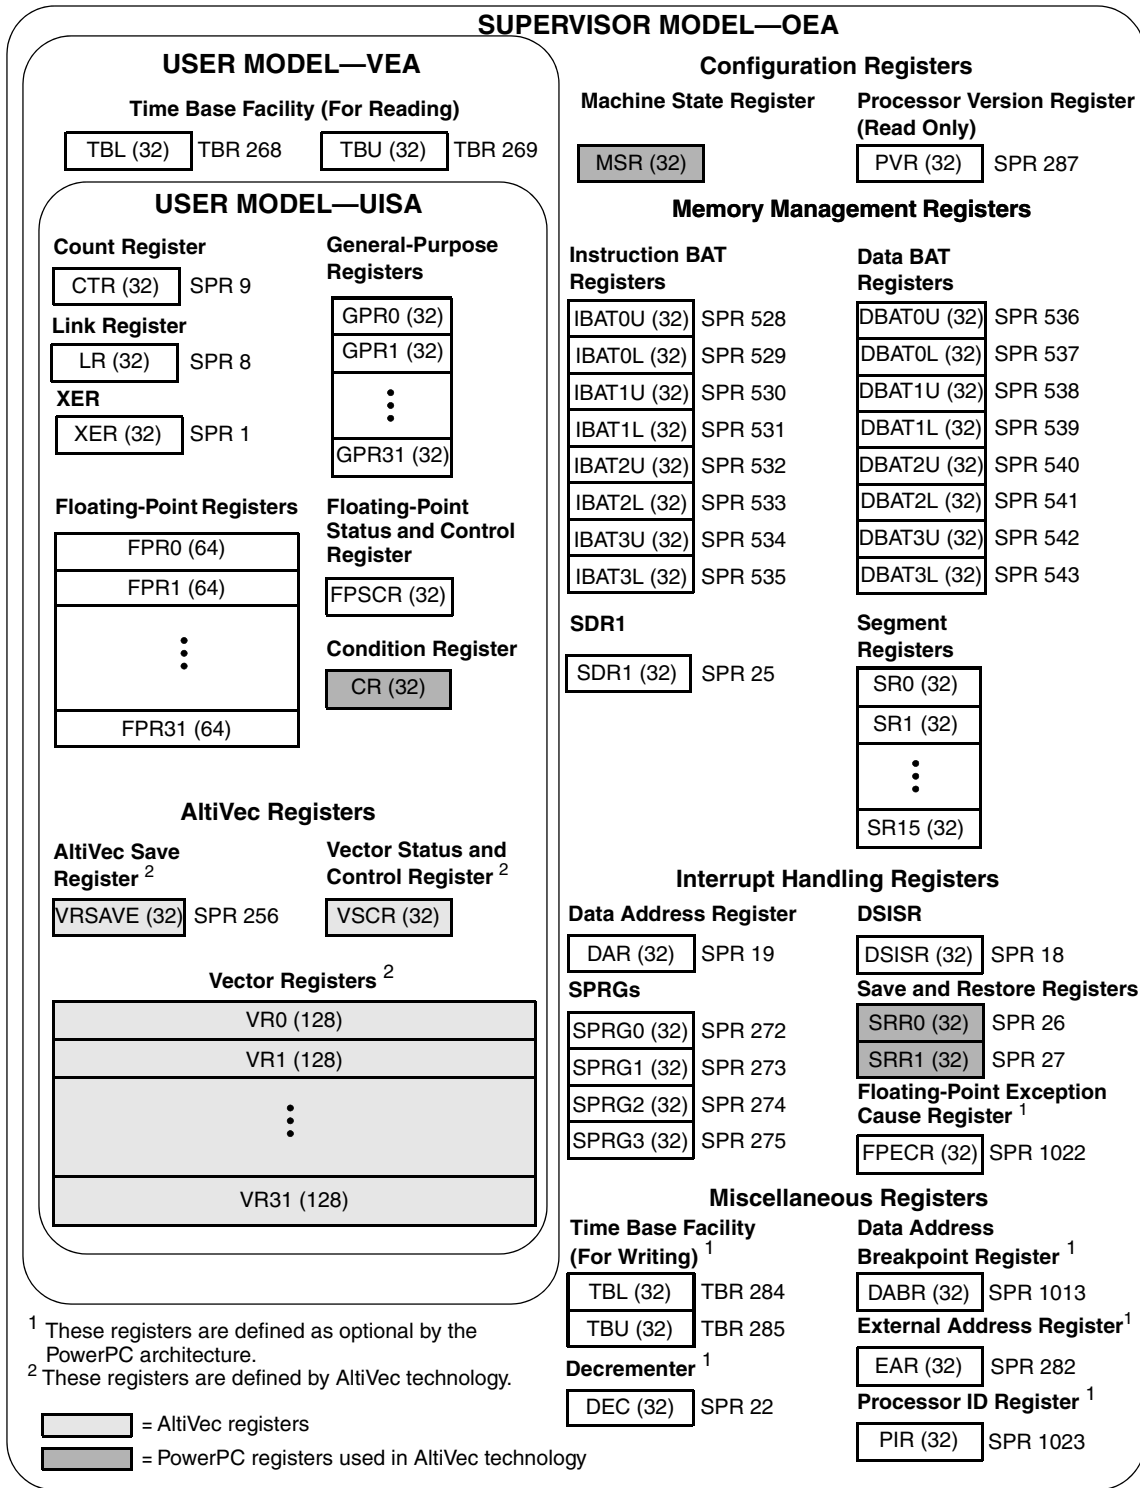 SUPERVISOR MODEL—OEA
USER MODEL—VEA
Time Base Facility (For Reading)
TBL (32) TBR 268 TBU (32) TBR 269
USER MODEL—UISA
Count Register
CTR (32) SPR 9
Link Register
LR (32) SPR 8
XER
XER (32) SPR 1
General-Purpose
Registers
GPR0 (32)
GPR1 (32)
GPR31 (32)
Floating-Point Registers
FPR0 (64)
FPR1 (64)
FPR31 (64)
Floating-Point
Status and Control
Register
FPSCR (32)
Condition Register
CR (32)
AltiVec Registers
AltiVec Save
Register 2
VRSAVE (32) SPR 256
Vector Status and
Control Register 2
VSCR (32)
Vector Registers 2
VR0 (128)
VR1 (128)
VR31 (128)
1 These registers are defined as optional by the
PowerPC architecture.
2 These registers are defined by AltiVec technology.
= AltiVec registers
= PowerPC registers used in AltiVec technology
Configuration Registers
Machine State Register
MSR (32)
Processor Version Register
(Read Only)
PVR (32) SPR 287
Memory Management Registers
Instruction BAT
Registers
IBAT0U (32) SPR 528
IBAT0L (32) SPR 529
IBAT1U (32) SPR 530
IBAT1L (32) SPR 531
IBAT2U (32) SPR 532
IBAT2L (32) SPR 533
IBAT3U (32) SPR 534
IBAT3L (32) SPR 535
Data BAT
Registers
DBAT0U (32) SPR 536
DBAT0L (32) SPR 537
DBAT1U (32) SPR 538
DBAT1L (32) SPR 539
DBAT2U (32) SPR 540
DBAT2L (32) SPR 541
DBAT3U (32) SPR 542
DBAT3L (32) SPR 543
SDR1
SDR1 (32) SPR 25
Segment
Registers
SR0 (32)
SR1 (32)
SR15 (32)
Interrupt Handling Registers
Data Address Register
DAR (32) SPR 19
SPRGs
SPRG0 (32) SPR 272
SPRG1 (32) SPR 273
SPRG2 (32) SPR 274
SPRG3 (32) SPR 275
DSISR
DSISR (32) SPR 18
Save and Restore Registers
SRR0 (32) SPR 26
SRR1 (32) SPR 27
Floating-Point Exception
Cause Register 1
FPECR (32) SPR 1022
Miscellaneous Registers
Time Base Facility
(For Writing) 1
TBL (32) TBR 284
TBU (32) TBR 285
Decrementer 1
DEC (32) SPR 22
Data Address
Breakpoint Register 1
DABR (32) SPR 1013
External Address Register1
EAR (32) SPR 282
Processor ID Register 1
PIR (32) SPR 1023